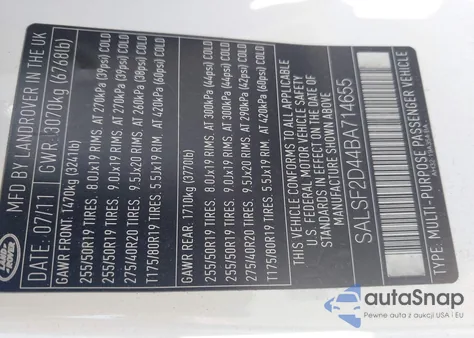 MFD BY LANDROVER IN THE UK
DATE: 07/11 GWR: 3070kg (6768lb)
GAWR FRONT: 1470kg (3241lb)
255/50R19 TIRES. 8.0Jx19 RIMS. AT 270kPa (39psi) COLD
255/50R19 TIRES. 9.0Jx19 RIMS. AT 270kPa (39psi) COLD
275/40R20 TIRES. 9.5Jx20 RIMS. AT 260kPa (38psi) COLD
T175/80R19 TIRES. 5.5Jx19 RIMS. AT 420kPa (60psi) COLD
GAWR REAR: 1710kg (3770lb)
255/50R19 TIRES. 8.0Jx19 RIMS. AT 300kPa (44psi) COLD
255/50R19 TIRES. 9.0Jx19 RIMS. AT 300kPa (44psi) COLD
275/40R20 TIRES. 9.5Jx20 RIMS. AT 290kPa (42psi) COLD
T175/80R19 TIRES. 5.5Jx19 RIMS. AT 420kPa (60psi) COLD
THIS VEHICLE CONFORMS TO ALL APPLICABLE
U.S. FEDERAL MOTOR VEHICLE SAFETY
STANDARDS IN EFFECT ON THE DATE OF
MANUFACTURE SHOWN ABOVE
SALSF2D44BA714655
TYPE: MULTI-PURPOSE PASSENGER VEHICLE
autoSnap
Pewne auta z aukcji USA i EU